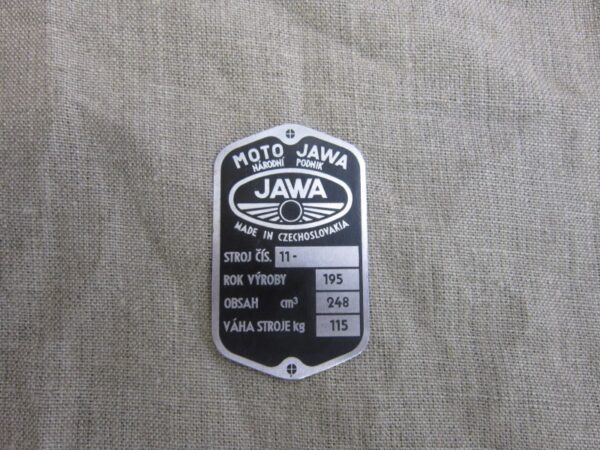 MOTO JAWA
NÁRODNÍ PODNIK
JAWA
MADE IN CZECHOSLOVAKIA
STROJ ČÍS. 11-
ROK VÝROBY 195
OBSAH cm³ 248
VÁHA STROJE kg 115